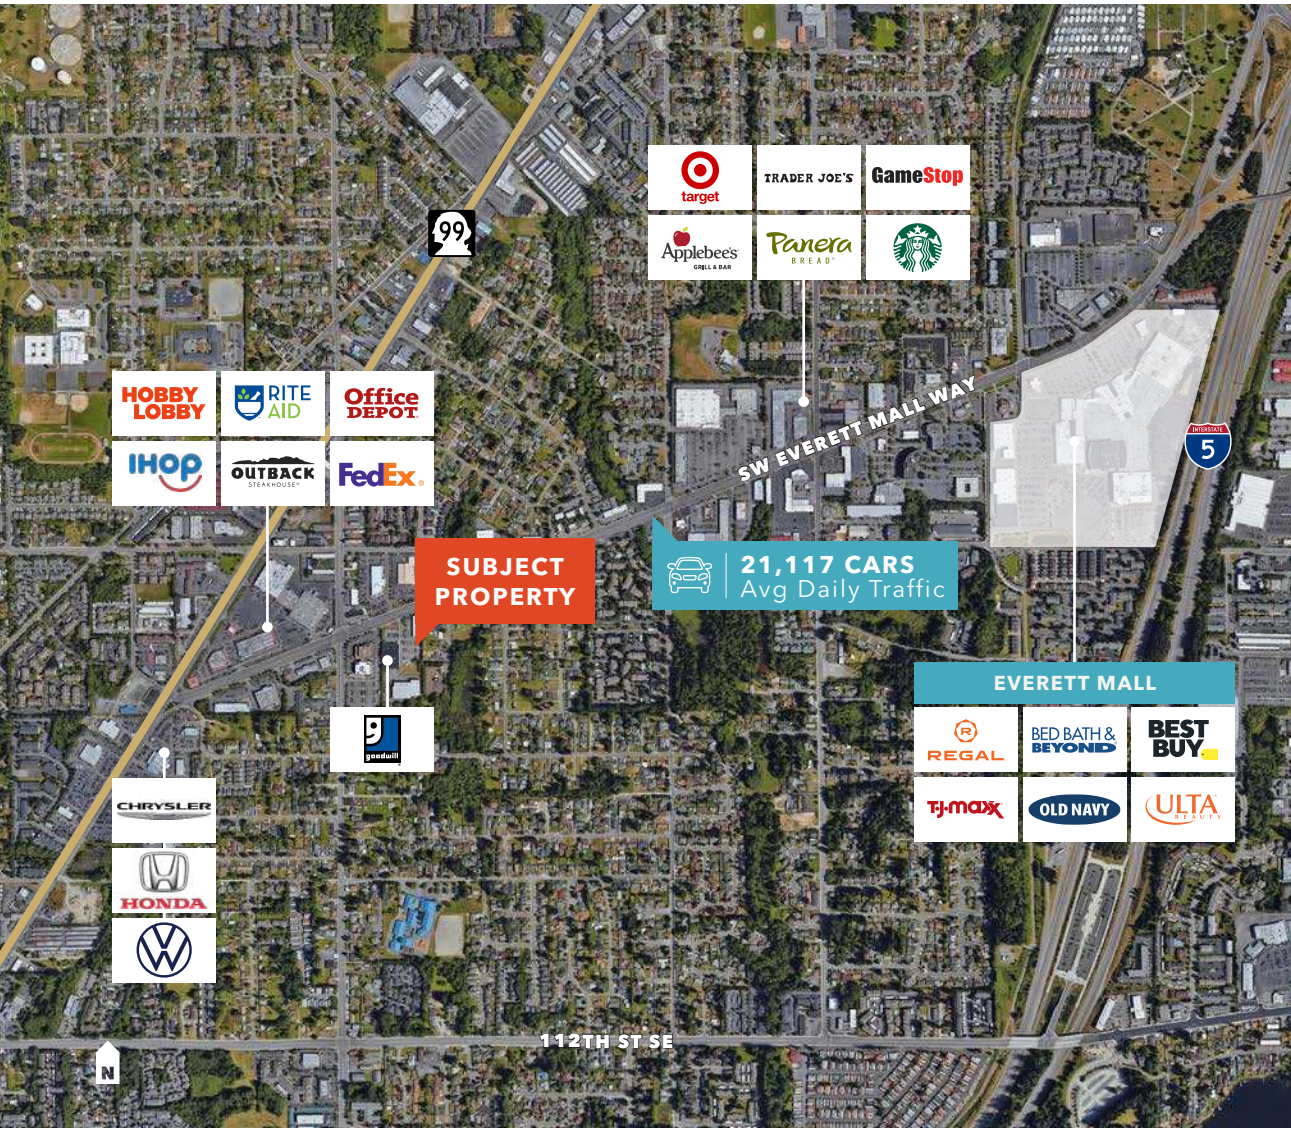 target
TRADER JOE'S
GameStop
Applebee's
GRILL & BAR
Panera
BREAD®
99
HOBBY
LOBBY
RITE
AID
Office
DEPOT
IHOP
OUTBACK
STEAKHOUSE®
FedEx®
SW EVERETT MALL WAY
INTERSTATE
5
SUBJECT
PROPERTY
21,117 CARS
Avg Daily Traffic
EVERETT MALL
REGAL
BED BATH &
BEYOND
BEST
BUY
T·J·maxx
OLD NAVY
ULTA
BEAUTY
goodwill
CHRYSLER
HONDA
112TH ST SE
N